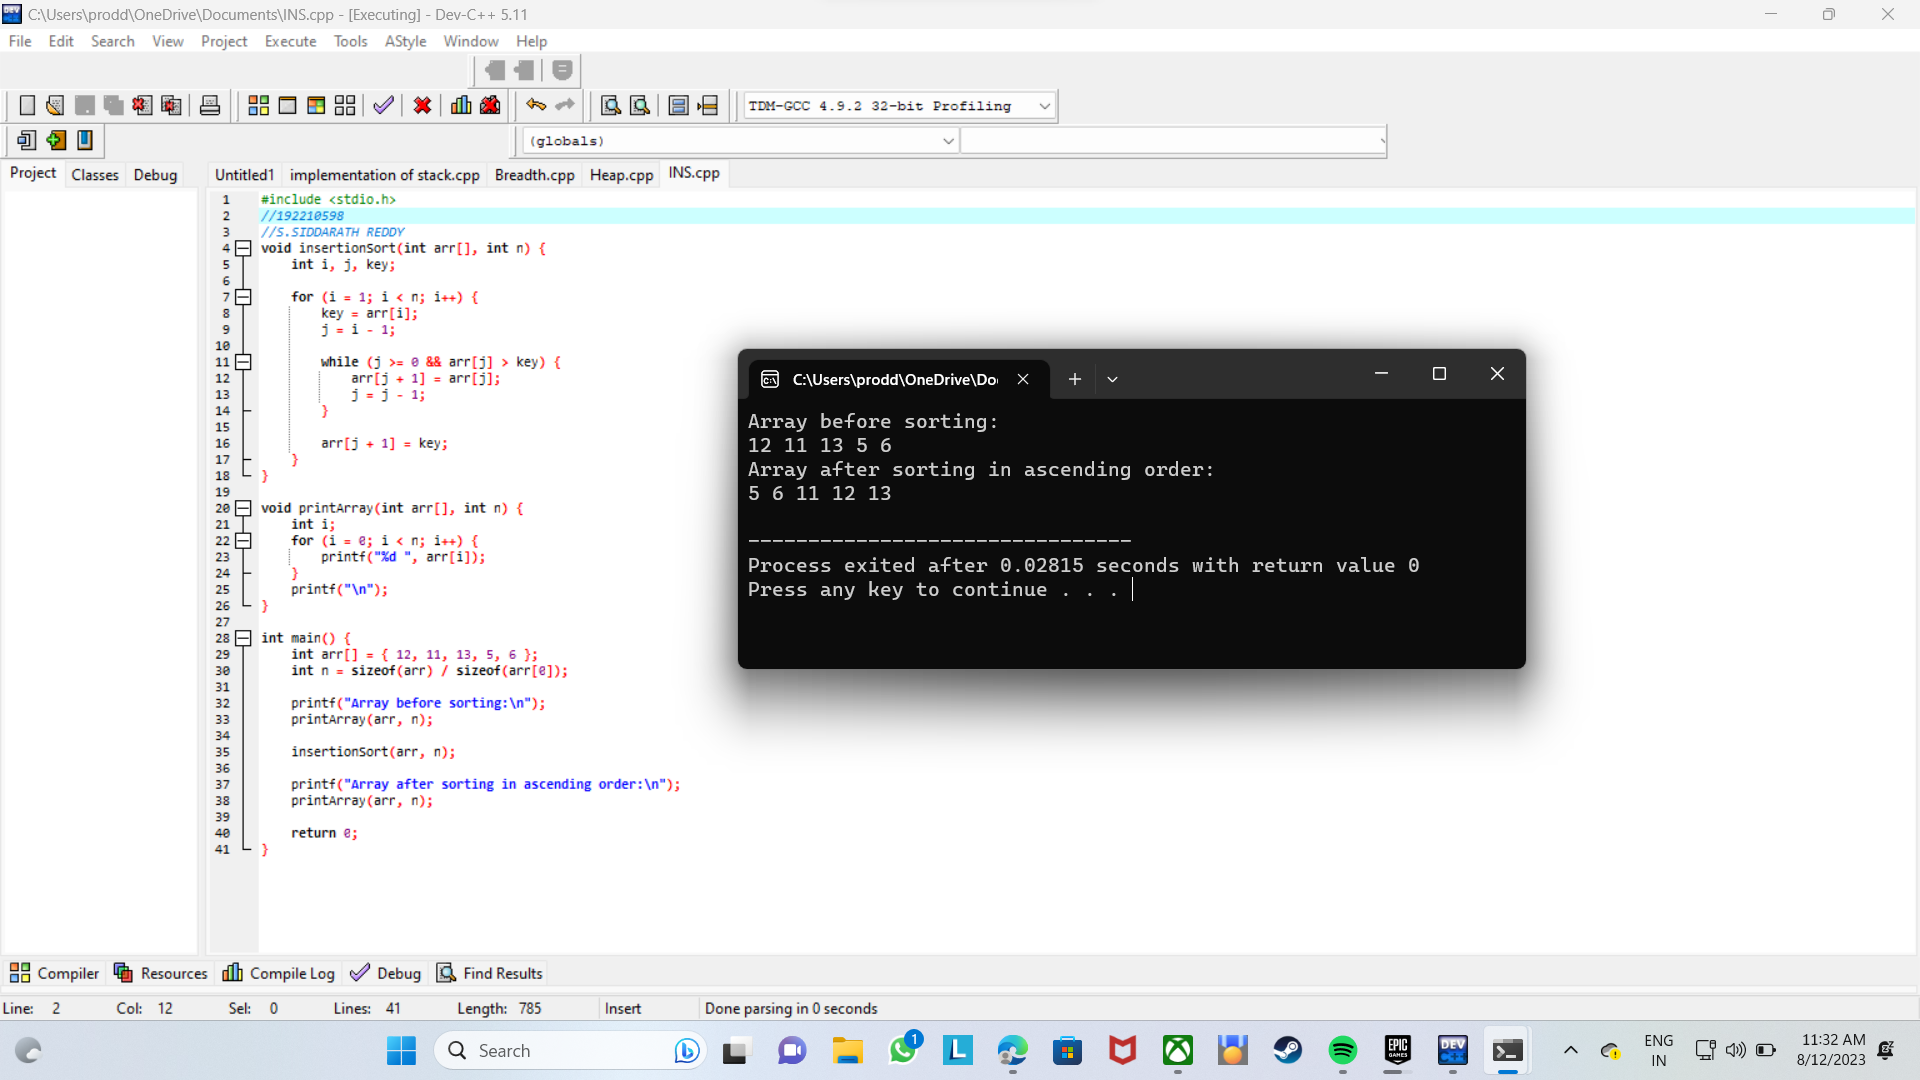 C:\Users\prodd\OneDrive\Documents\INS.cpp - [Executing] - Dev-C++ 5.11
File Edit Search View Project Execute Tools AStyle Window Help
TDM-GCC 4.9.2 32-bit Profiling
(globals)
Project Classes Debug
Untitled1 implementation of stack.cpp Breadth.cpp Heap.cpp INS.cpp
1 #include <stdio.h>
2 //192210598
3 //S.SIDDARATH REDDY
4 void insertionSort(int arr[], int n) {
5 int i, j, key;
6
7 for (i = 1; i < n; i++) {
8 key = arr[i];
9 j = i - 1;
10
11 while (j >= 0 && arr[j] > key) {
12 arr[j + 1] = arr[j];
13 j = j - 1;
14 }
15
16 arr[j + 1] = key;
17 }
18 }
19
20 void printArray(int arr[], int n) {
21 int i;
22 for (i = 0; i < n; i++) {
23 printf("%d ", arr[i]);
24 }
25 printf("\n");
26 }
27
28 int main() {
29 int arr[] = { 12, 11, 13, 5, 6 };
30 int n = sizeof(arr) / sizeof(arr[0]);
31
32 printf("Array before sorting:\n");
33 printArray(arr, n);
34
35 insertionSort(arr, n);
36
37 printf("Array after sorting in ascending order:\n");
38 printArray(arr, n);
39
40 return 0;
41 }
C:\Users\prodd\OneDrive\Do
Array before sorting:
12 11 13 5 6
Array after sorting in ascending order:
5 6 11 12 13
--------------------------------
Process exited after 0.02815 seconds with return value 0
Press any key to continue . . .
Compiler Resources Compile Log Debug Find Results
Line: 2 Col: 12 Sel: 0 Lines: 41 Length: 785 Insert Done parsing in 0 seconds
Search
1
L
EPIC GAMES
DEV C++
ENG
IN
11:32 AM
8/12/2023